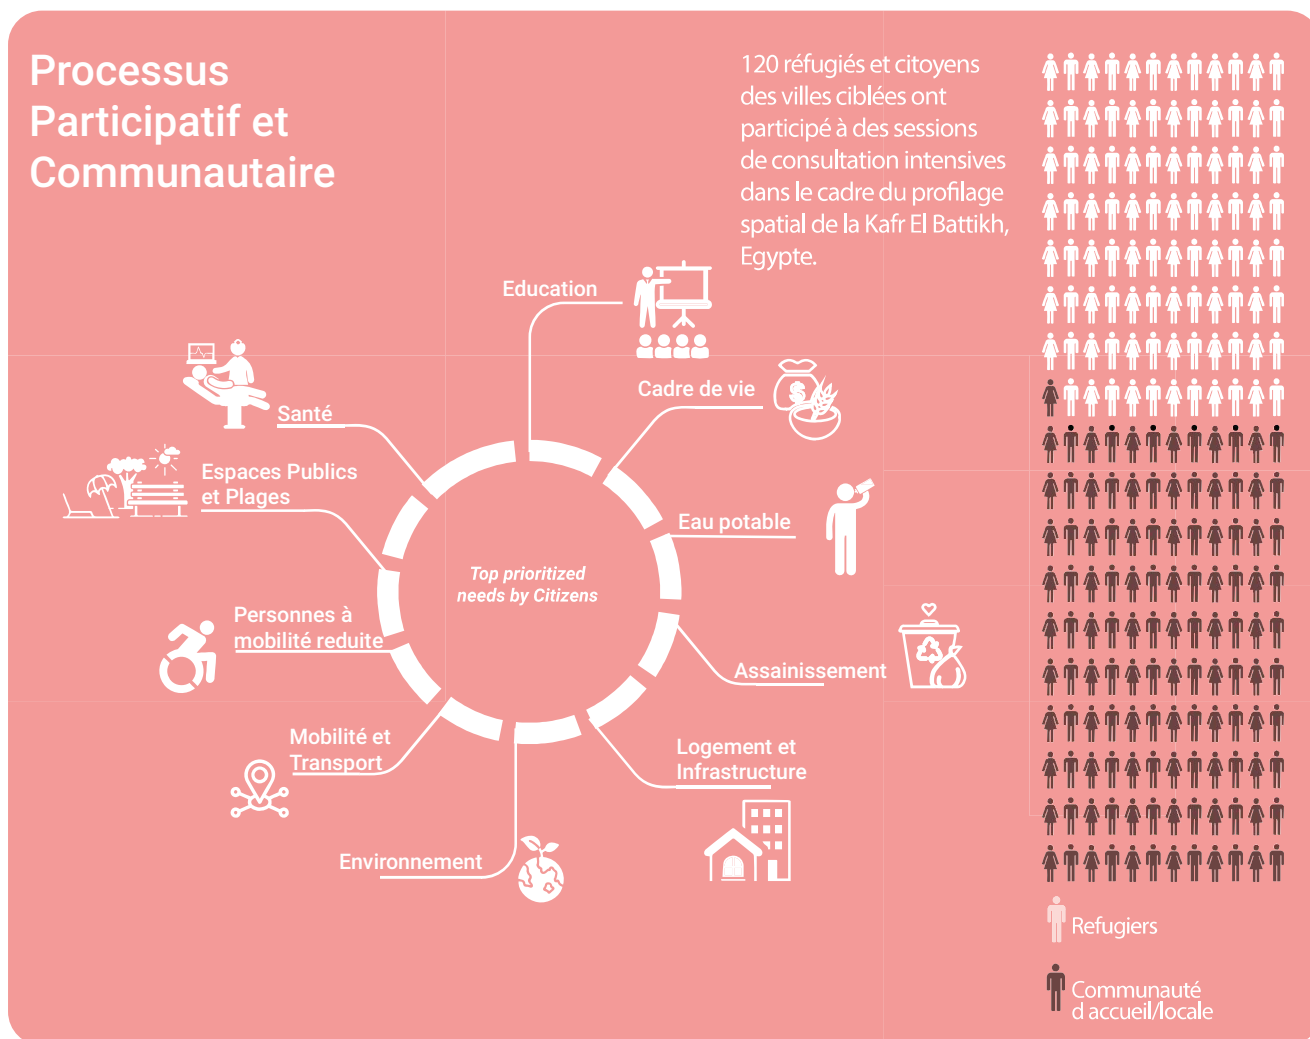 Processus
Participatif et
Communautaire
120 réfugiés et citoyens
des villes ciblées ont
participé à des sessions
de consultation intensives
dans le cadre du profilage
spatial de la Kafr El Battikh,
Egypte.
Education
Cadre de vie
Santé
Espaces Publics
et Plages
Eau potable
Top prioritized
needs by Citizens
Personnes à
mobilité reduite
Assainissement
Mobilité et
Transport
Logement et
Infrastructure
Environnement
$
Refugiers
Communauté
d accueil/locale